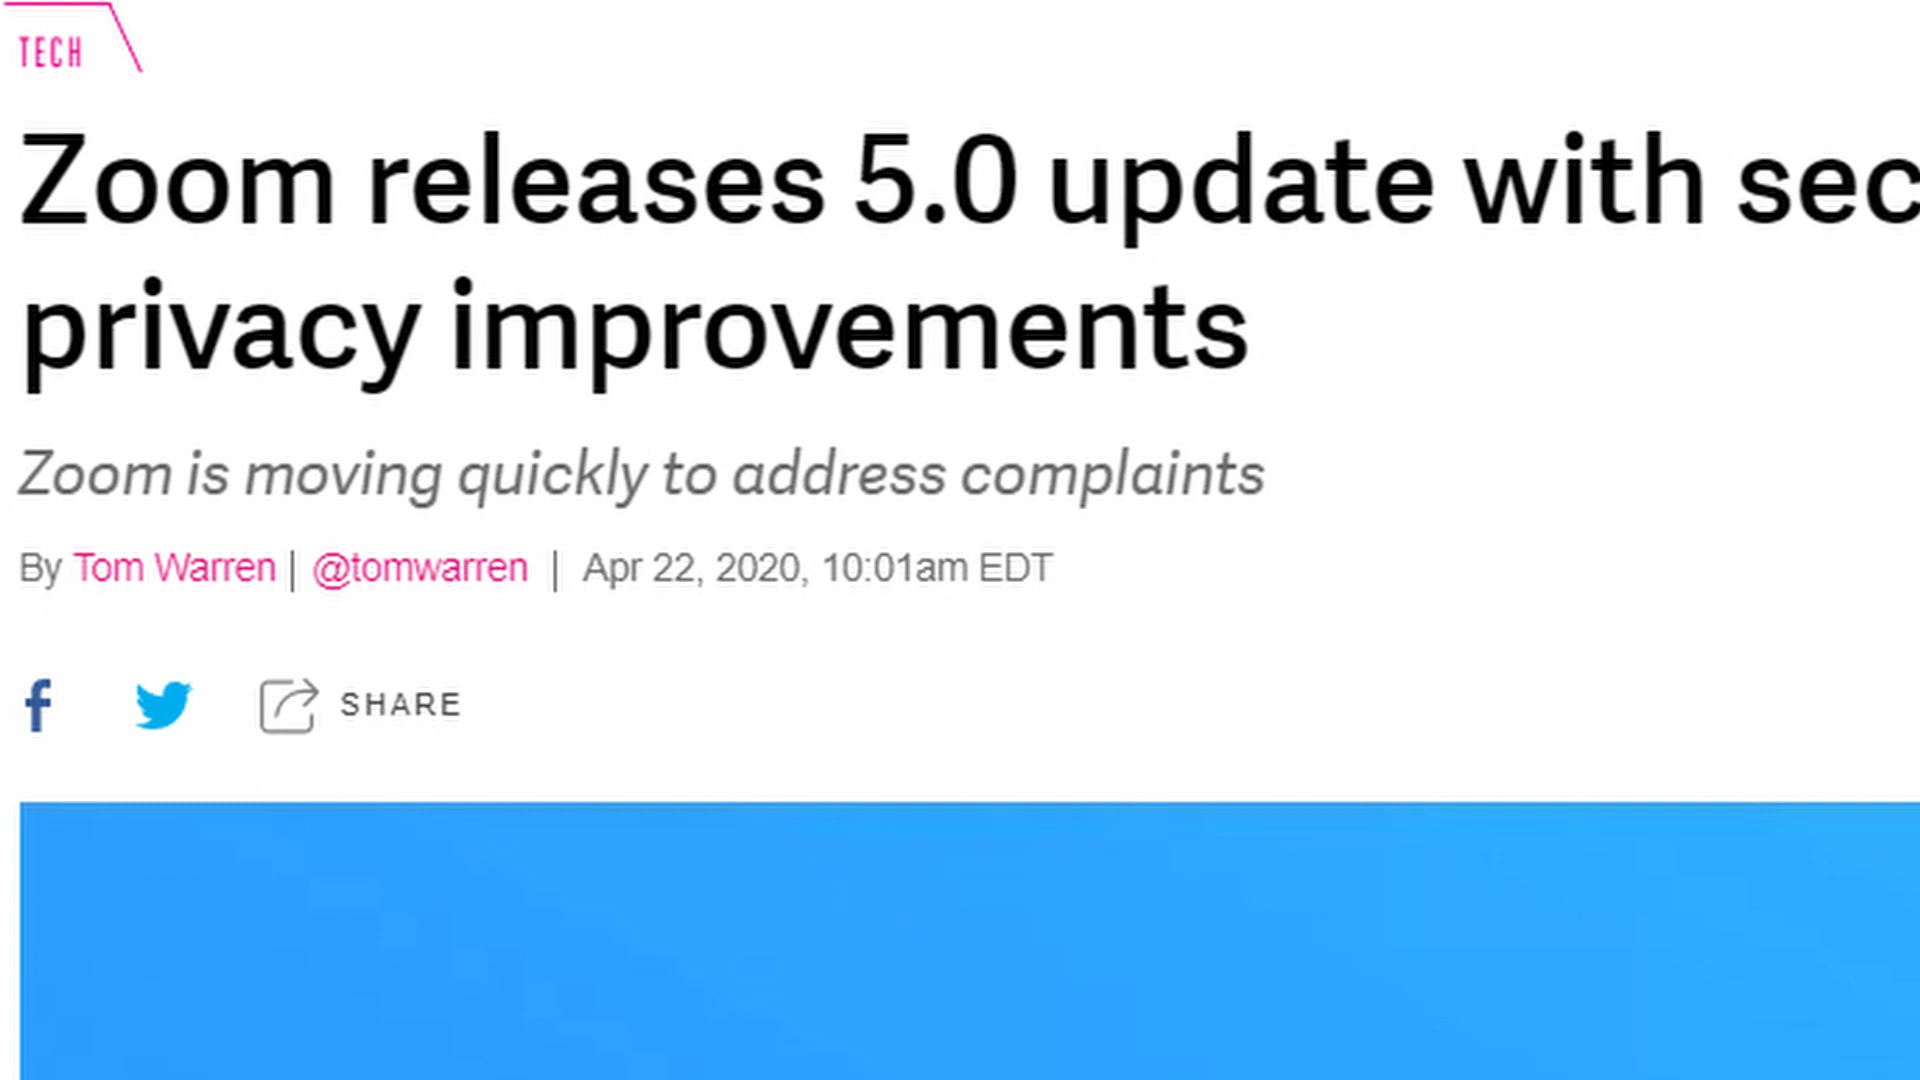 TECH
Zoom releases 5.0 update with sec
privacy improvements
Zoom is moving quickly to address complaints
By Tom Warren | @tomwarren | Apr 22, 2020, 10:01am EDT
SHARE